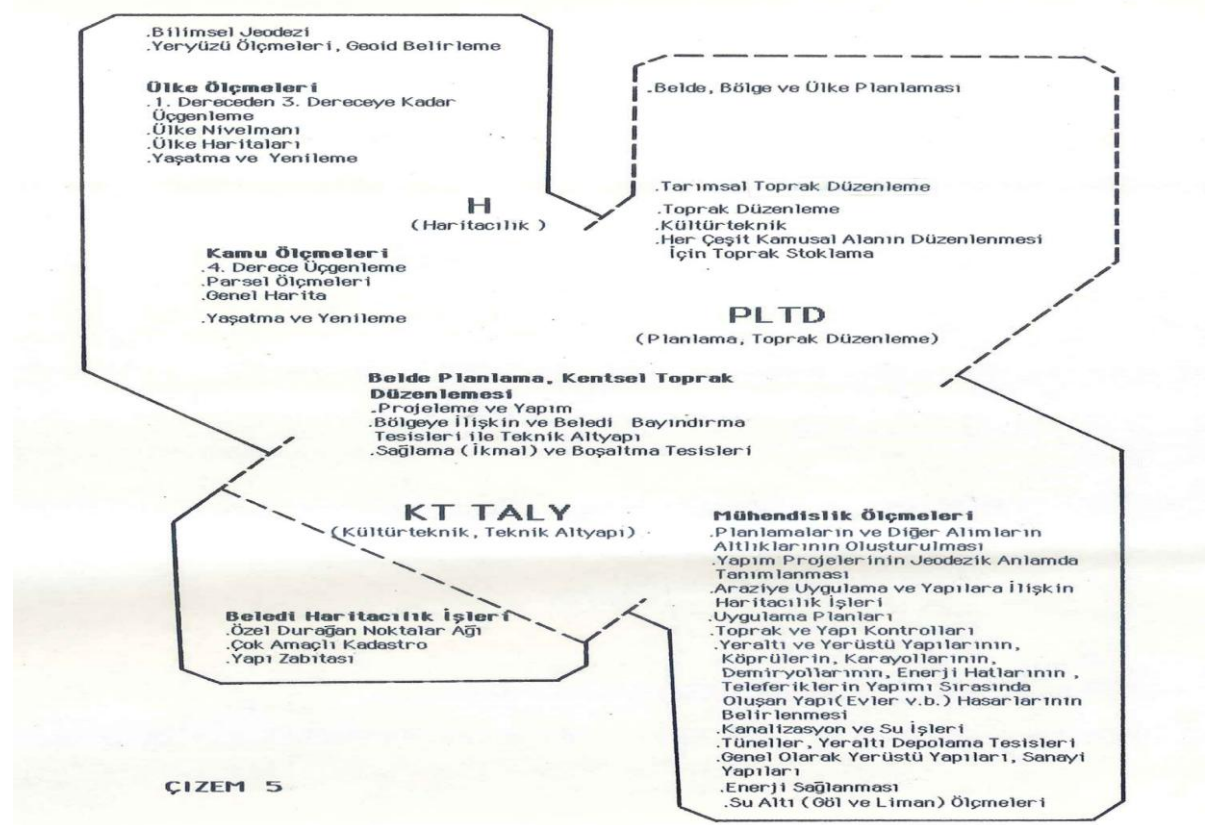 .Bilimsel Jeodezi
.Yeryüzü Ölçmeleri, Geoid Belirleme
Ülke Ölçmeleri
.1. Dereceden 3. Dereceye Kadar
Üçgenleme
.Ülke Nivelmanı
.Ülke Haritaları
.Yaşatma ve Yenileme
H
(Haritacılık )
Kamu Ölçmeleri
.4. Derece Üçgenleme
.Parsel Ölçmeleri
.Genel Harita
.Yaşatma ve Yenileme
.Belde, Bölge ve Ülke Planlaması
.Tarımsal Toprak Düzenleme
.Toprak Düzenleme
.Kültürteknik
.Her Çeşit Kamusal Alanın Düzenlenmesi
İçin Toprak Stoklama
PLTD
(Planlama, Toprak Düzenleme)
Belde Planlama, Kentsel Toprak
Düzenlemesi
.Projeleme ve Yapım
.Bölgeye İlişkin ve Beledi Bayındırma
Tesisleri ile Teknik Altyapı
.Sağlama (İkmal) ve Boşaltma Tesisleri
KT TALY
(Kültürteknik, Teknik Altyapı)
Beledi Haritacılık İşleri
.Özel Durağan Noktalar Ağı
.Çok Amaçlı Kadastro
.Yapı Zabıtası
Mühendislik Ölçmeleri
.Planlamaların ve Diğer Alımların
Altlıklarının Oluşturulması
.Yapım Projelerinin Jeodezik Anlamda
Tanımlanması
.Araziye Uygulama ve Yapılara İlişkin
Haritacılık İşleri
.Uygulama Planları
.Toprak ve Yapı Kontrolları
.Yeraltı ve Yerüstü Yapılarının,
Köprülerin, Karayollarının,
Demiryollarının, Enerji Hatlarının ,
Teleferiklerin Yapımı Sırasında
Oluşan Yapı(Evler v.b.) Hasarlarının
Belirlenmesi
.Kanalizasyon ve Su İşleri
.Tüneller, Yeraltı Depolama Tesisleri
.Genel Olarak Yerüstü Yapıları, Sanayi
Yapıları
.Enerji Sağlanması
.Su Altı (Göl ve Liman) Ölçmeleri
ÇIZEM 5